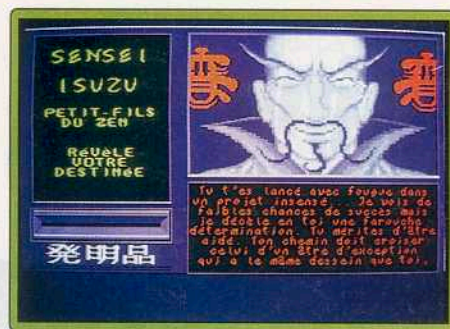 SENSEI
ISUZU
PETIT-FILS
DU ZEN
RévèLE
VOTRE
DESTINée
発明品
Tu t'es lancé avec fougue dans
un projet insensé... Je vois de
faibles chances de succès mais
je décèle en toi une farouche
détermination. Tu mérites d'être
aidé. Ton chemin doit croiser
celui d'un être d'exception
qui a le même dessein que toi.